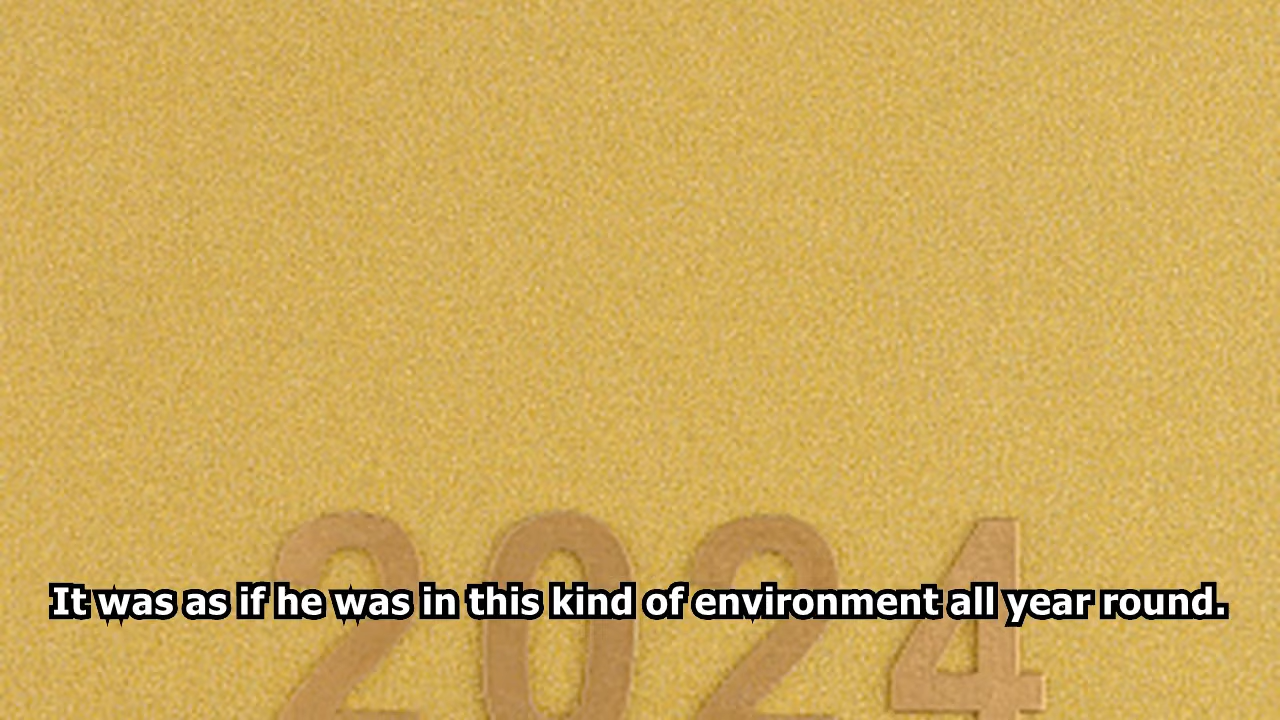 2024
It was as if he was in this kind of environment all year round.